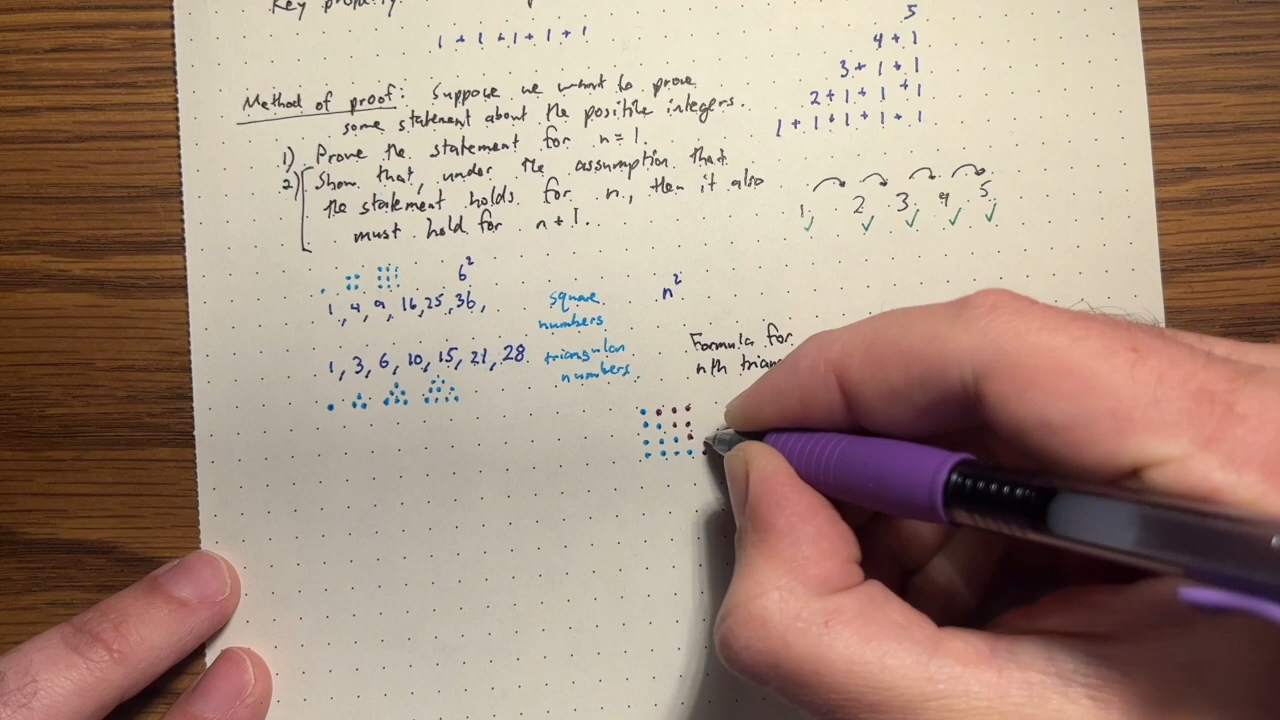 Key property:
1 + 1 + 1 + 1 + 1
5
4 + 1
3 + 1 + 1
2 + 1 + 1 + 1
1 + 1 + 1 + 1 + 1
Method of proof: Suppose we want to prove
some statement about the positive integers.
1) Prove the statement for n = 1.
2) Show that, under the assumption that
the statement holds for n, then it also
must hold for n + 1.
1 2 3 4 5
6²
1, 4, 9, 16, 25, 36,
square
numbers
n²
1, 3, 6, 10, 15, 21, 28
triangular
numbers
Formula for
nth